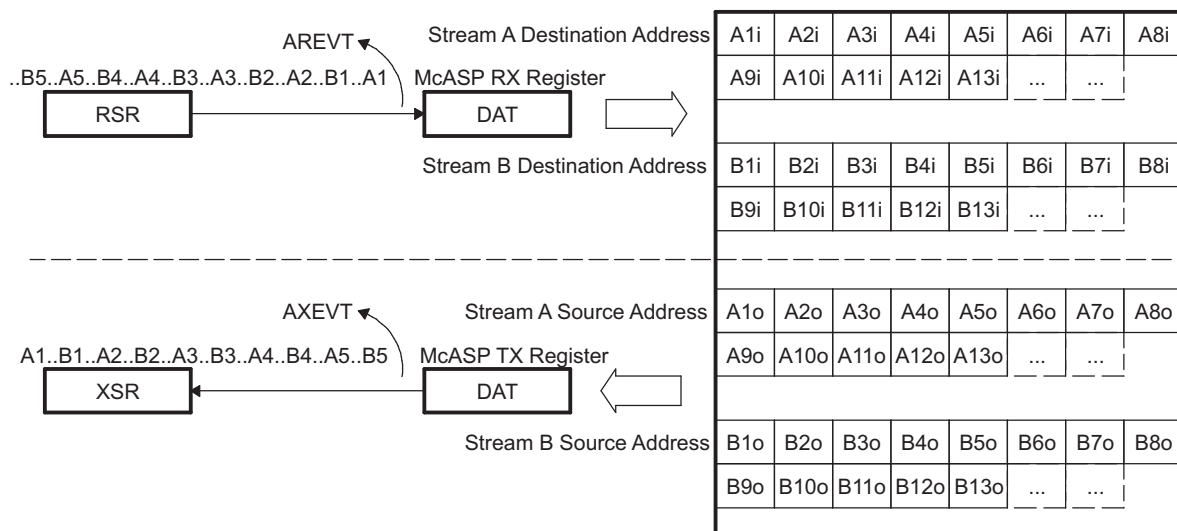 Stream A Destination Address A1i A2i A3i A4i A5i A6i A7i A8i
AREVT
..B5..A5..B4..A4..B3..A3..B2..A2..B1..A1 McASP RX Register A9i A10i A11i A12i A13i ... ...
RSR DAT
Stream B Destination Address B1i B2i B3i B4i B5i B6i B7i B8i
B9i B10i B11i B12i B13i ... ...
AXEVT Stream A Source Address A1o A2o A3o A4o A5o A6o A7o A8o
A1..B1..A2..B2..A3..B3..A4..B4..A5..B5 McASP TX Register A9o A10o A11o A12o A13o ... ...
XSR DAT
Stream B Source Address B1o B2o B3o B4o B5o B6o B7o B8o
B9o B10o B11o B12o B13o ... ...